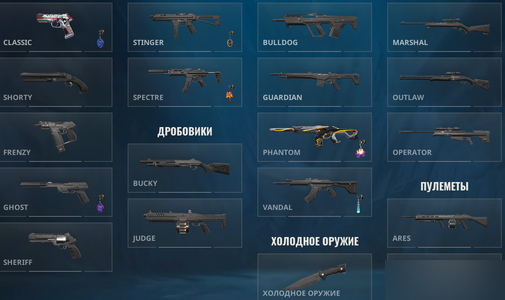 CLASSIC
SHORTY
FRENZY
GHOST
SHERIFF
STINGER
SPECTRE
ДРОБОВИКИ
BUCKY
JUDGE
BULLDOG
GUARDIAN
PHANTOM
VANDAL
ХОЛОДНОЕ ОРУЖИЕ
ХОЛОДНОЕ ОРУЖИЕ
MARSHAL
OUTLAW
OPERATOR
ПУЛЕМЕТЫ
ARES